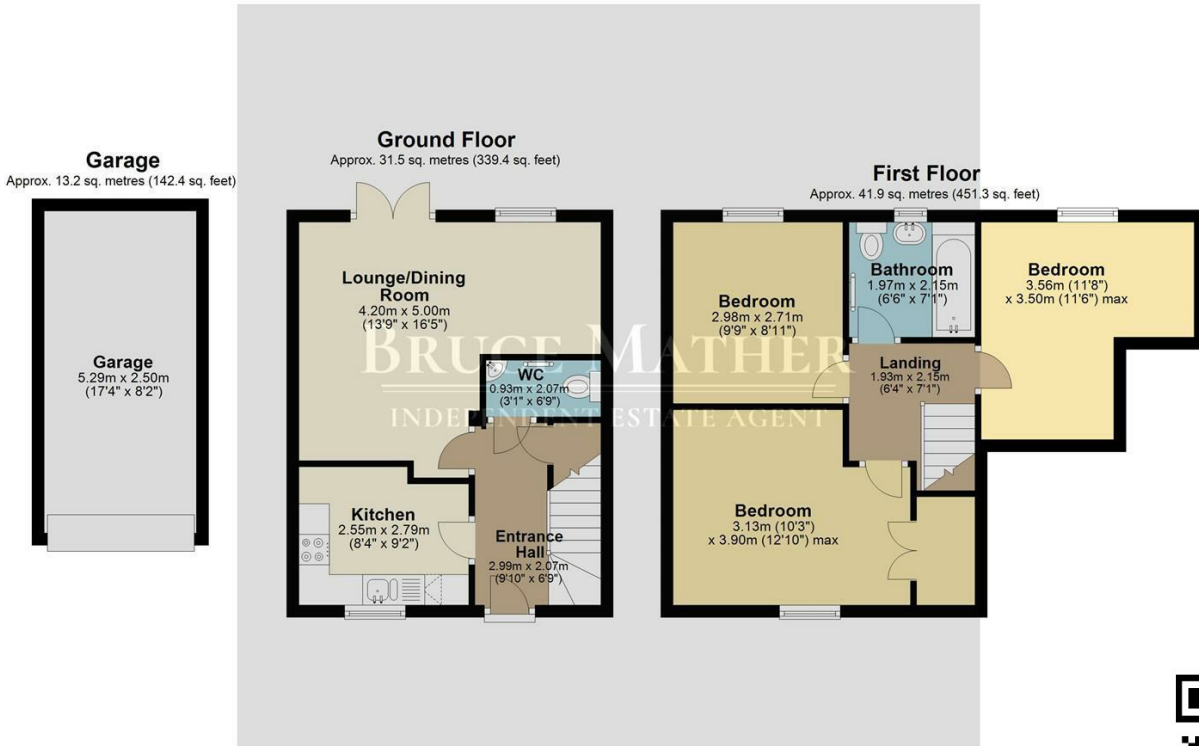 Garage
Approx. 13.2 sq. metres (142.4 sq. feet)
Garage
5.29m x 2.50m
(17'4" x 8'2")
Ground Floor
Approx. 31.5 sq. metres (339.4 sq. feet)
Lounge/Dining
Room
4.20m x 5.00m
(13'9" x 16'5")
WC
0.93m x 2.07m
(3'1" x 6'9")
Kitchen
2.55m x 2.79m
(8'4" x 9'2")
Entrance
Hall
2.99m x 2.07m
(9'10" x 6'9")
First Floor
Approx. 41.9 sq. metres (451.3 sq. feet)
Bedroom
2.98m x 2.71m
(9'9" x 8'11")
Bathroom
1.97m x 2.15m
(6'6" x 7'1")
Bedroom
3.56m (11'8")
x 3.50m (11'6") max
Landing
1.93m x 2.15m
(6'4" x 7'1")
Bedroom
3.13m (10'3")
x 3.90m (12'10") max
BRUCE MATHER
INDEPENDENT ESTATE AGENT